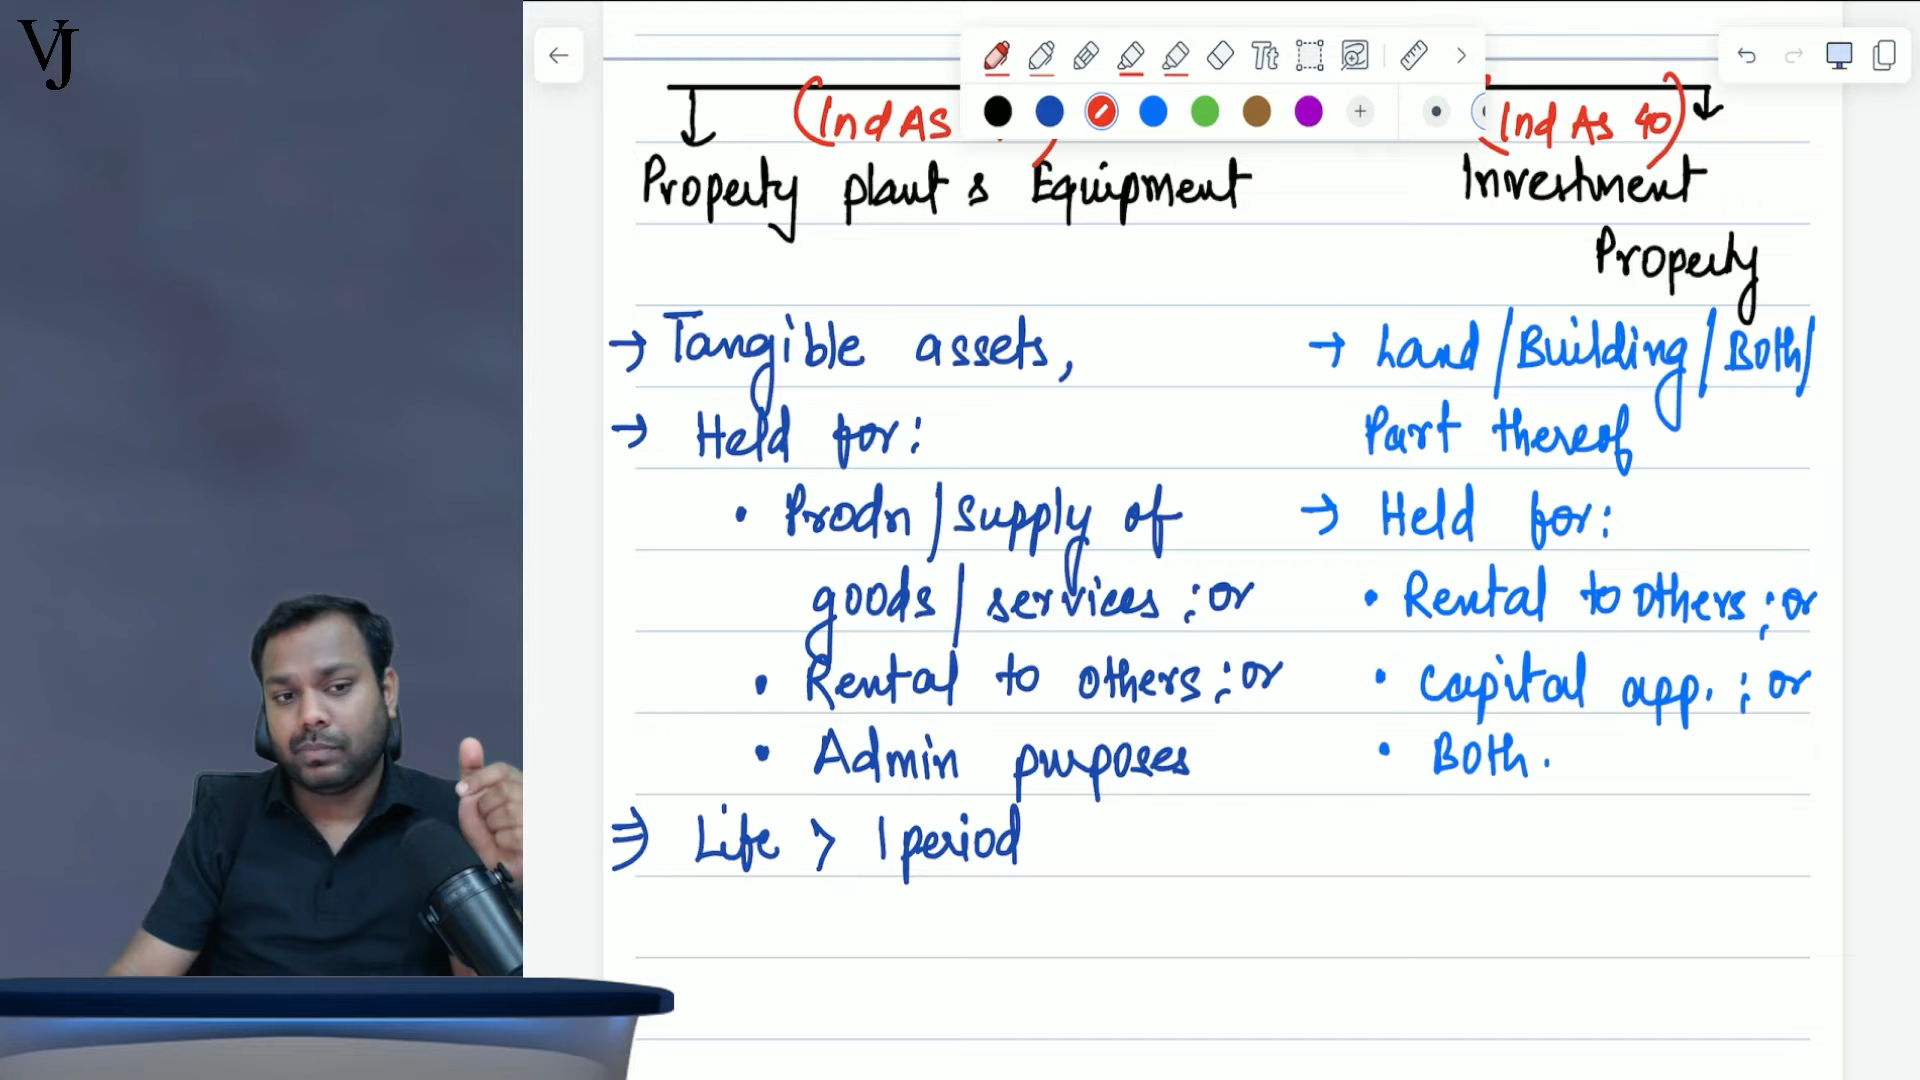 VJ
Tt
(Ind AS
(Ind AS 40)
Property plant & Equipment
Investment
Property
→ Tangible assets,
→ Held for:
• Prodn/supply of
goods/services ; or
• Rental to others ; or
• Admin purposes
⇒ Life > 1 period
→ Land/Building/Both/
Part thereof
→ Held for:
• Rental to others ; or
• Capital app. ; or
• Both.